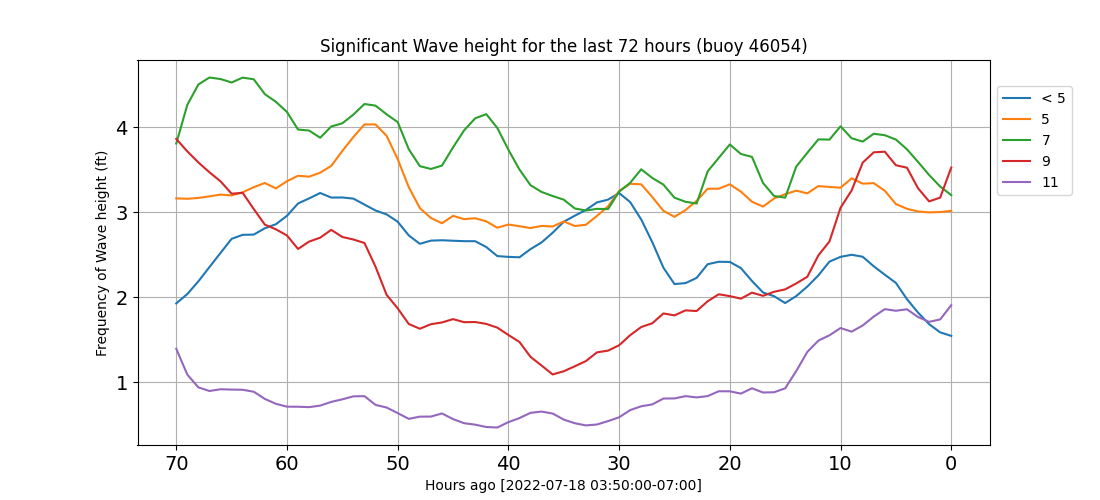 Significant Wave height for the last 72 hours (buoy 46054)
Frequency of Wave height (ft)
4
3
2
1
70 60 50 40 30 20 10 0
Hours ago [2022-07-18 03:50:00-07:00]
< 5
5
7
9
11